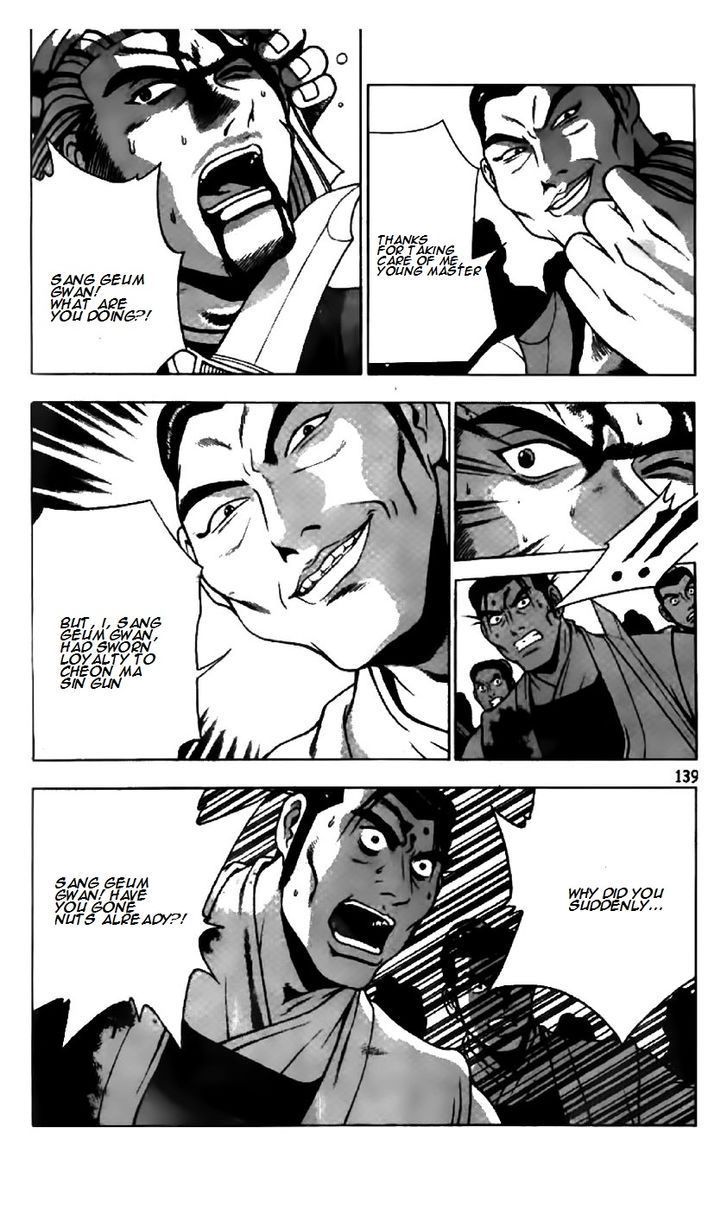 SANG GEUM
GWAN!
WHAT ARE
YOU DOING?!
THANKS
FOR TAKING
CARE OF ME,
YOUNG MASTER
BUT, I, SANG
GEUM GWAN,
HAD SWORN
LOYALTY TO
CHEON MA
SIN GUN
139
SANG GEUM
GWAN! HAVE
YOU GONE
NUTS ALREADY?!
WHY DID YOU
SUDDENLY...